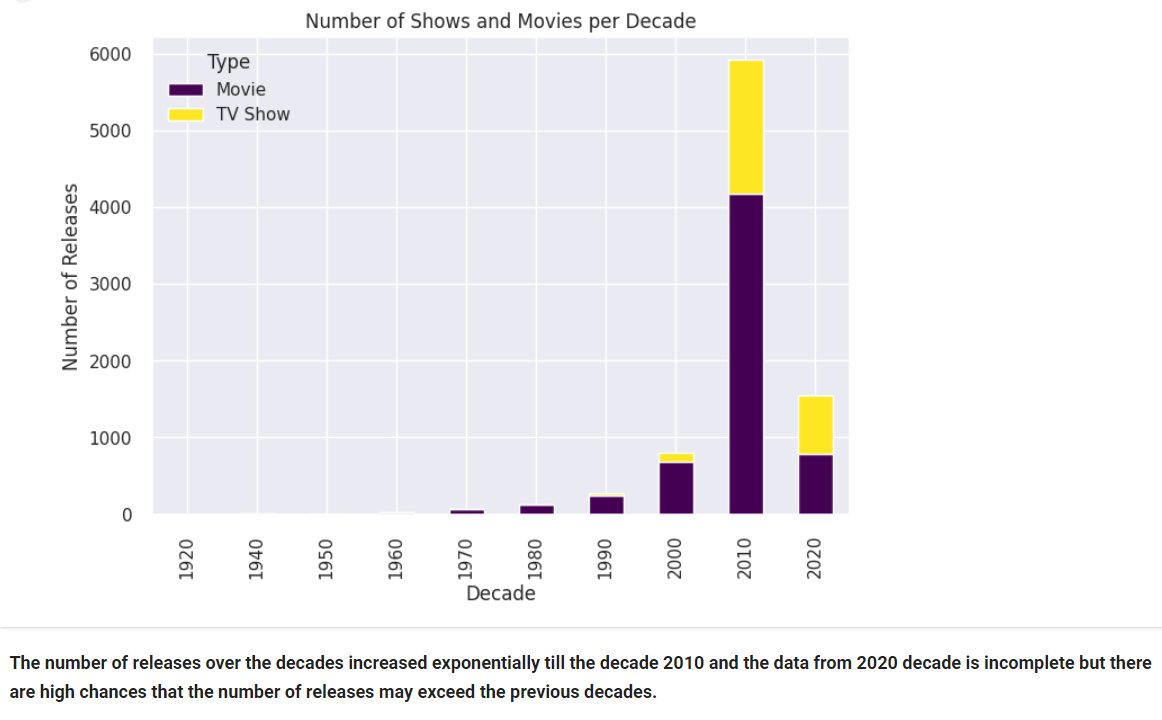 Number of Shows and Movies per Decade
Type
Movie
TV Show
6000
5000
4000
3000
2000
1000
0
Number of Releases
1920
1940
1950
1960
1970
1980
1990
2000
2010
2020
Decade
The number of releases over the decades increased exponentially till the decade 2010 and the data from 2020 decade is incomplete but there
are high chances that the number of releases may exceed the previous decades.